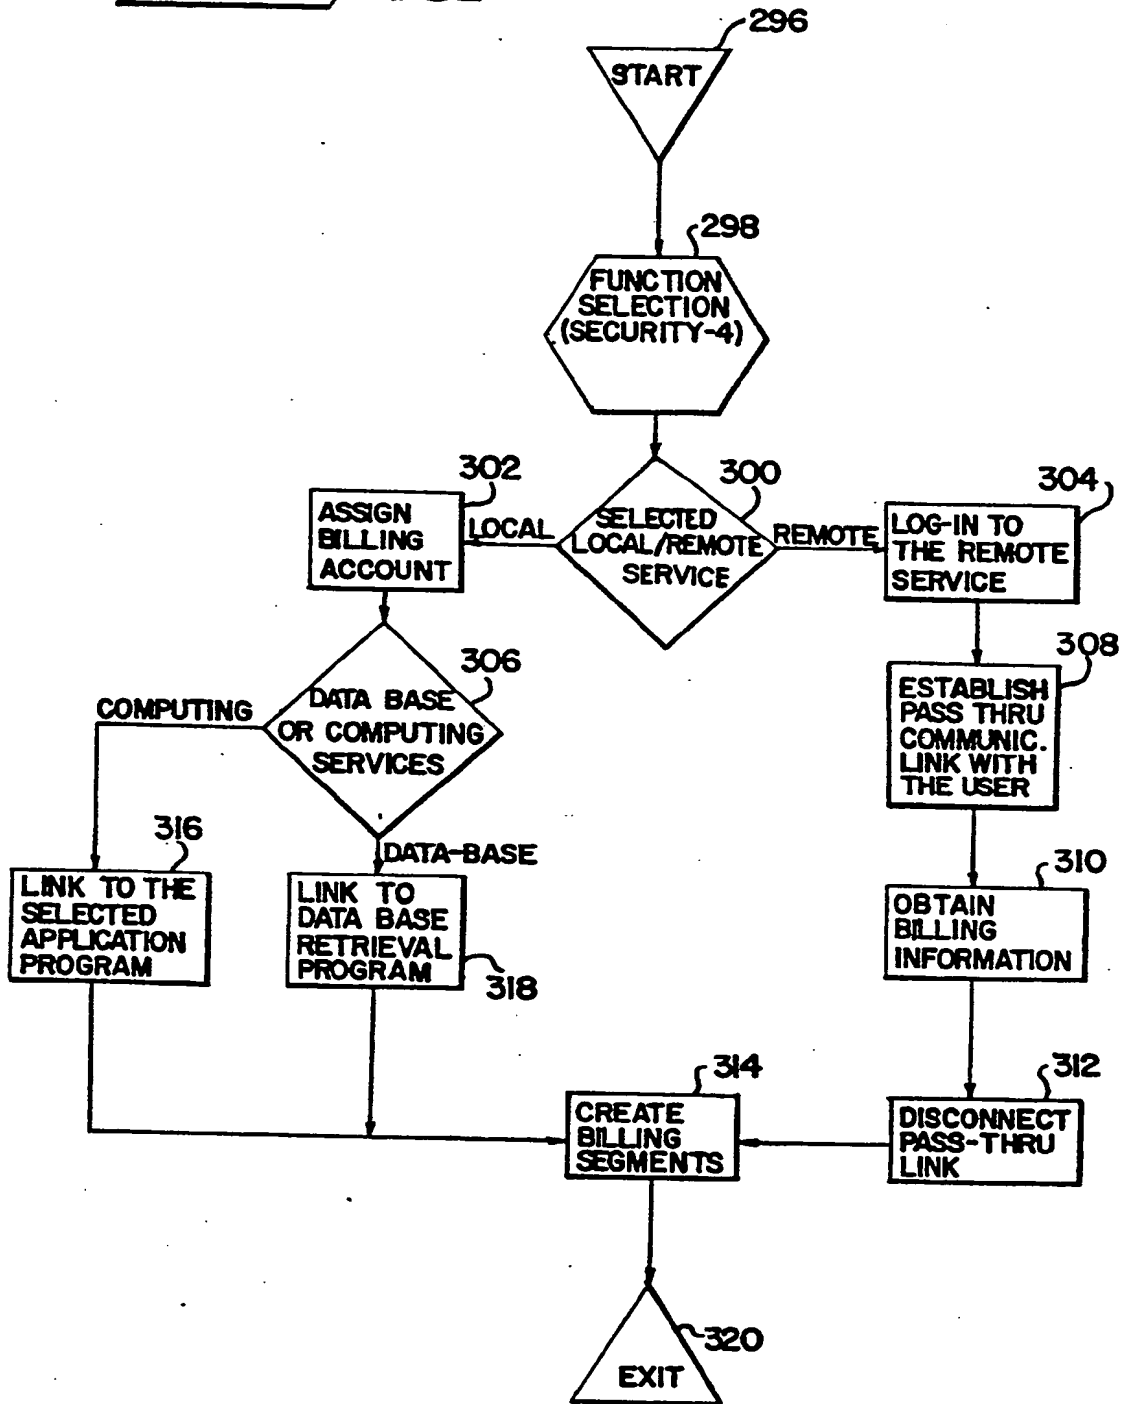 296
START
298
FUNCTION
SELECTION
(SECURITY-4)
302
300
304
ASSIGN
BILLING
ACCOUNT
LOCAL
SELECTED
LOCAL/REMOTE
SERVICE
REMOTE
LOG-IN TO
THE REMOTE
SERVICE
306
308
COMPUTING
DATA BASE
OR COMPUTING
SERVICES
ESTABLISH
PASS THRU
COMMUNIC.
LINK WITH
THE USER
316
DATA-BASE
310
LINK TO THE
SELECTED
APPLICATION
PROGRAM
LINK TO
DATA BASE
RETRIEVAL
PROGRAM
318
OBTAIN
BILLING
INFORMATION
314
312
CREATE
BILLING
SEGMENTS
DISCONNECT
PASS-THRU
LINK
320
EXIT